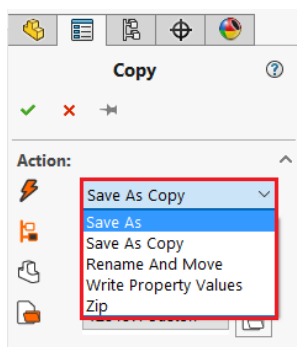 Copy
Action:
Save As Copy
Save As
Save As Copy
Rename And Move
Write Property Values
Zip